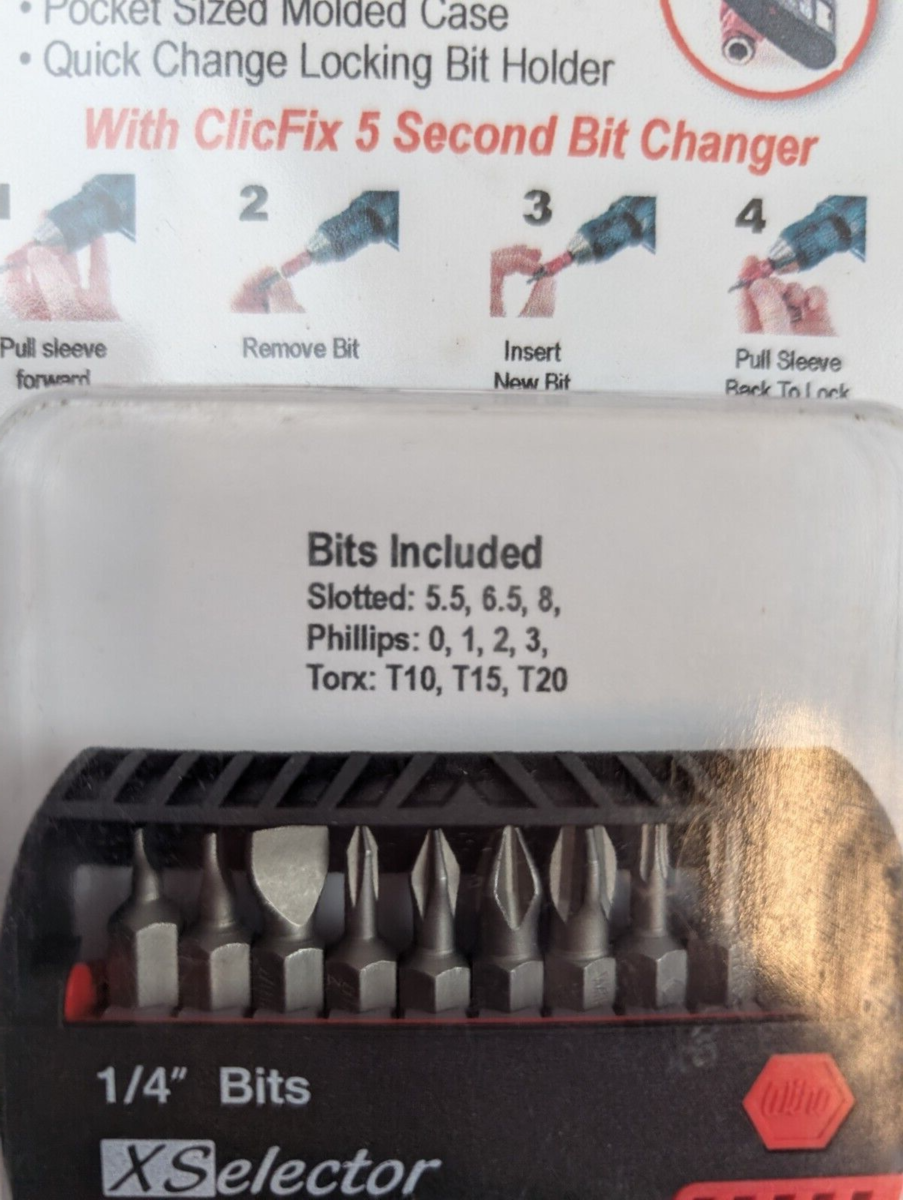 • Pocket Sized Molded Case
• Quick Change Locking Bit Holder
With ClicFix 5 Second Bit Changer
1
2
3
4
Pull sleeve
forward
Remove Bit
Insert
New Bit
Pull Sleeve
Back To Lock
Bits Included
Slotted: 5.5, 6.5, 8,
Phillips: 0, 1, 2, 3,
Torx: T10, T15, T20
1/4" Bits
XSelector